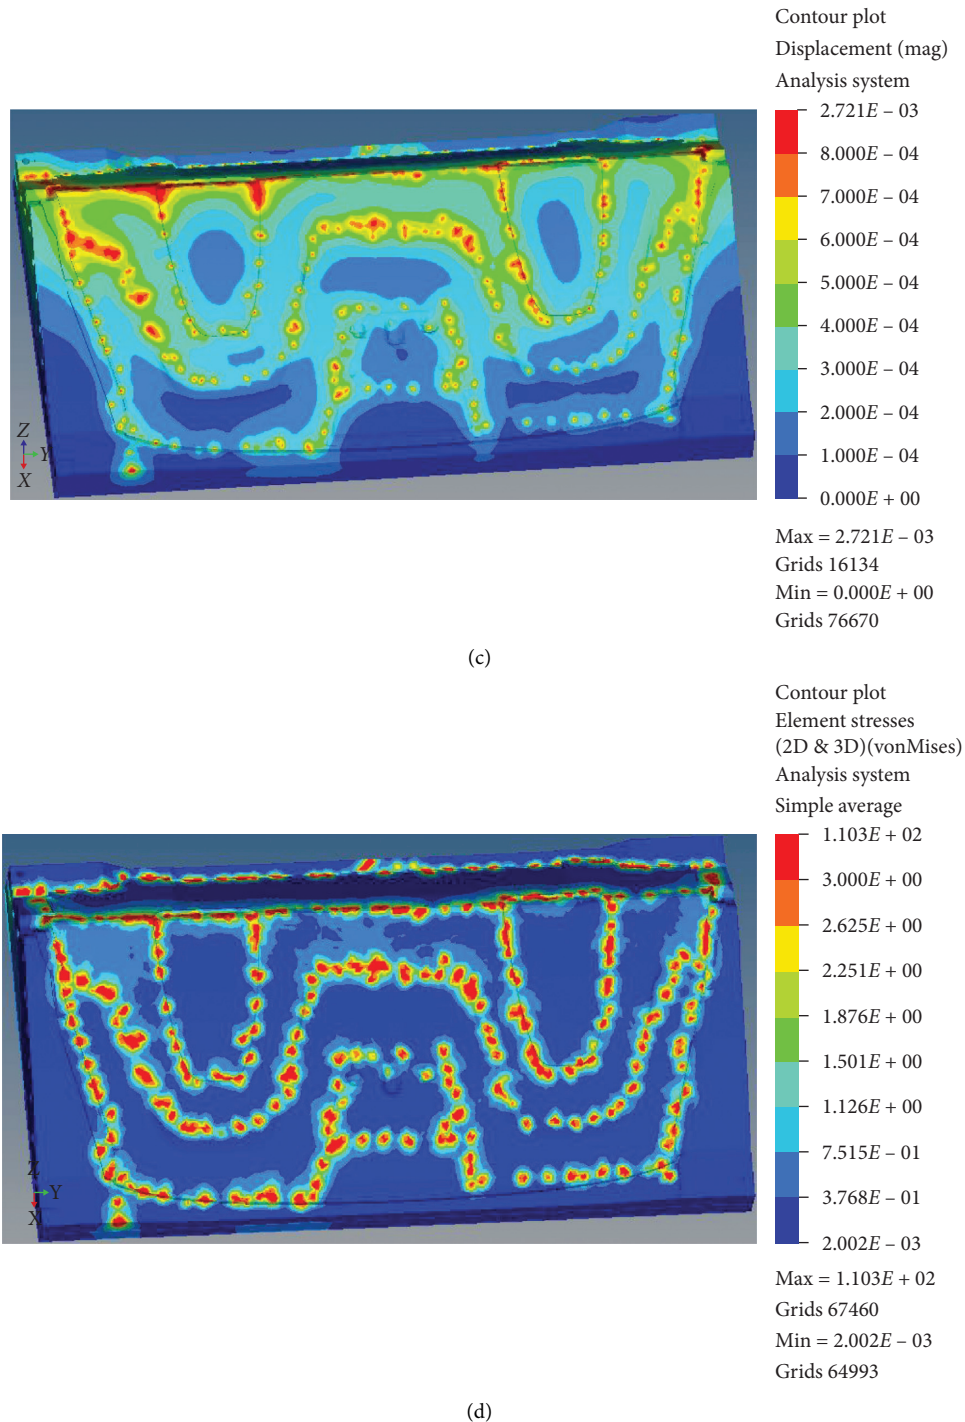 Contour plot
Displacement (mag)
Analysis system
2.721E – 03
8.000E – 04
7.000E – 04
6.000E – 04
5.000E – 04
4.000E – 04
3.000E – 04
2.000E – 04
1.000E – 04
0.000E + 00
Max = 2.721E – 03
Grids 16134
Min = 0.000E + 00
Grids 76670
Z
Y
X
(c)
Contour plot
Element stresses
(2D & 3D)(vonMises)
Analysis system
Simple average
1.103E + 02
3.000E + 00
2.625E + 00
2.251E + 00
1.876E + 00
1.501E + 00
1.126E + 00
7.515E – 01
3.768E – 01
2.002E – 03
Max = 1.103E + 02
Grids 67460
Min = 2.002E – 03
Grids 64993
Z
Y
X
(d)